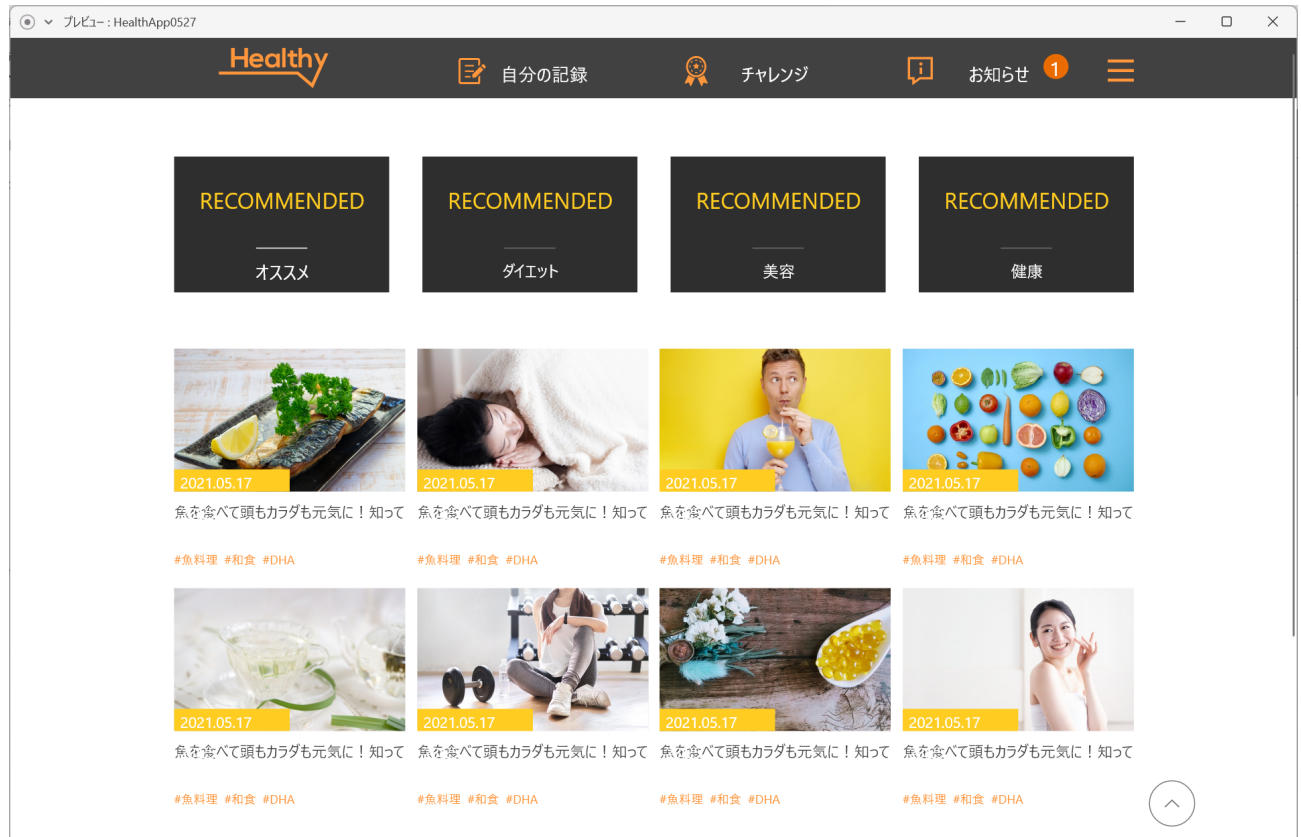 プレビュー : HealthApp0527
Healthy
自分の記録
チャレンジ
お知らせ 1
RECOMMENDED
オススメ
RECOMMENDED
ダイエット
RECOMMENDED
美容
RECOMMENDED
健康
2021.05.17
魚を食べて頭もカラダも元気に！知って
#魚料理 #和食 #DHA
2021.05.17
魚を食べて頭もカラダも元気に！知って
#魚料理 #和食 #DHA
2021.05.17
魚を食べて頭もカラダも元気に！知って
#魚料理 #和食 #DHA
2021.05.17
魚を食べて頭もカラダも元気に！知って
#魚料理 #和食 #DHA
2021.05.17
魚を食べて頭もカラダも元気に！知って
#魚料理 #和食 #DHA
2021.05.17
魚を食べて頭もカラダも元気に！知って
#魚料理 #和食 #DHA
2021.05.17
魚を食べて頭もカラダも元気に！知って
#魚料理 #和食 #DHA
2021.05.17
魚を食べて頭もカラダも元気に！知って
#魚料理 #和食 #DHA